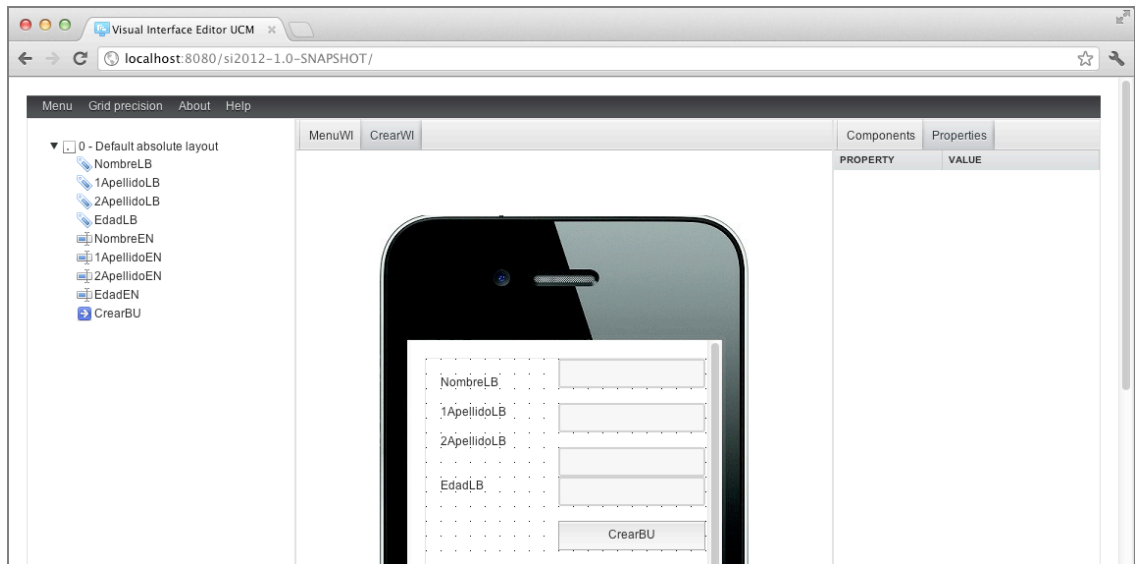 Visual Interface Editor UCM
localhost:8080/si2012-1.0-SNAPSHOT/
Menu Grid precision About Help
MenuWI CrearWI
Components Properties
PROPERTY VALUE
0 - Default absolute layout
NombreLB
1ApellidoLB
2ApellidoLB
EdadLB
NombreEN
1ApellidoEN
2ApellidoEN
EdadEN
CrearBU
NombreLB
1ApellidoLB
2ApellidoLB
EdadLB
CrearBU